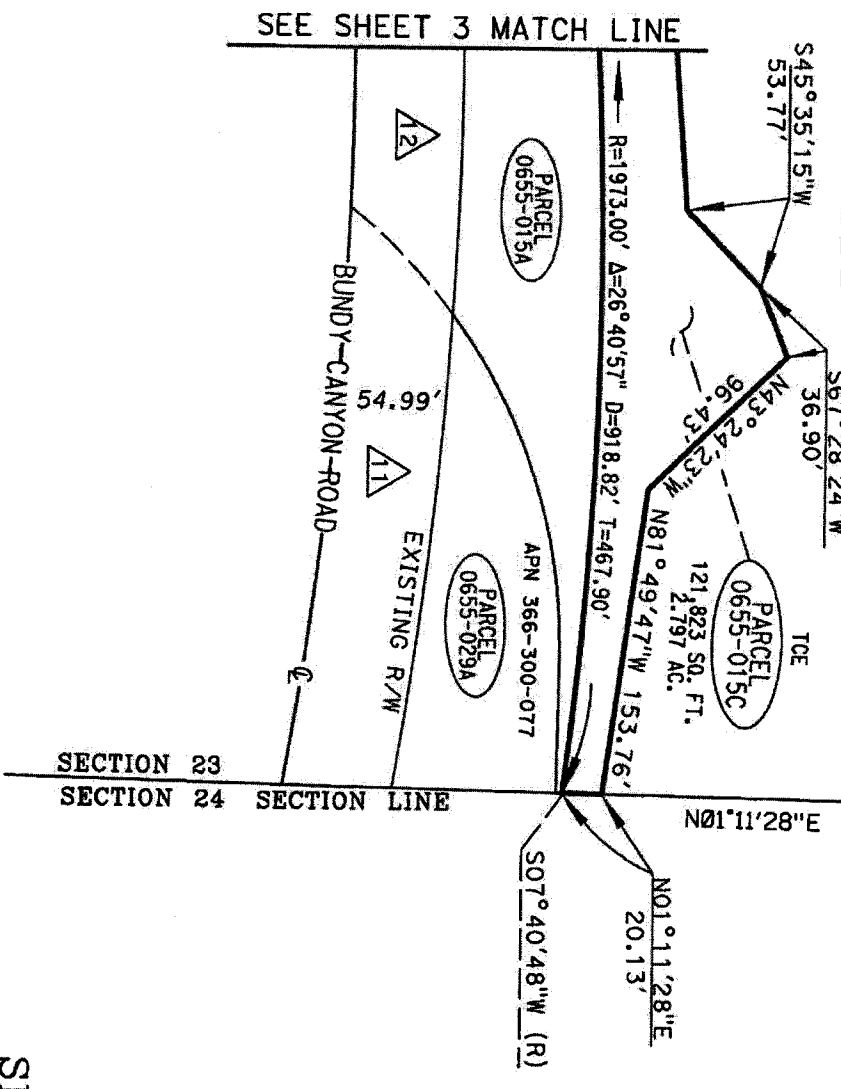 SEE SHEET 3 MATCH LINE
S45°35'15"W
53.77'
S67°28'24"W
36.90'
12
PARCEL
0655-015A
R=1973.00' Δ=26°40'57" D=918.82' T=467.90'
N43°24'23"W
96.43'
TCE
PARCEL
0655-015C
121,823 SQ. FT.
2.797 AC.
N81°49'47"W 153.76'
BUNDY CANYON ROAD
54.99'
11
EXISTING R/W
PARCEL
0655-029A
APN 366-300-077
℄
SECTION 23
SECTION 24 SECTION LINE
N01°11'28"E
N01°11'28"E
20.13'
S07°40'48"W (R)